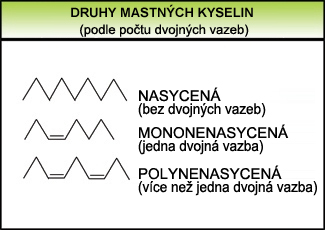 DRUHY MASTNÝCH KYSELIN
(podle počtu dvojných vazeb)
NASYCENÁ
(bez dvojných vazeb)
MONONENASYCENÁ
(jedna dvojná vazba)
POLYNENASYCENÁ
(více než jedna dvojná vazba)